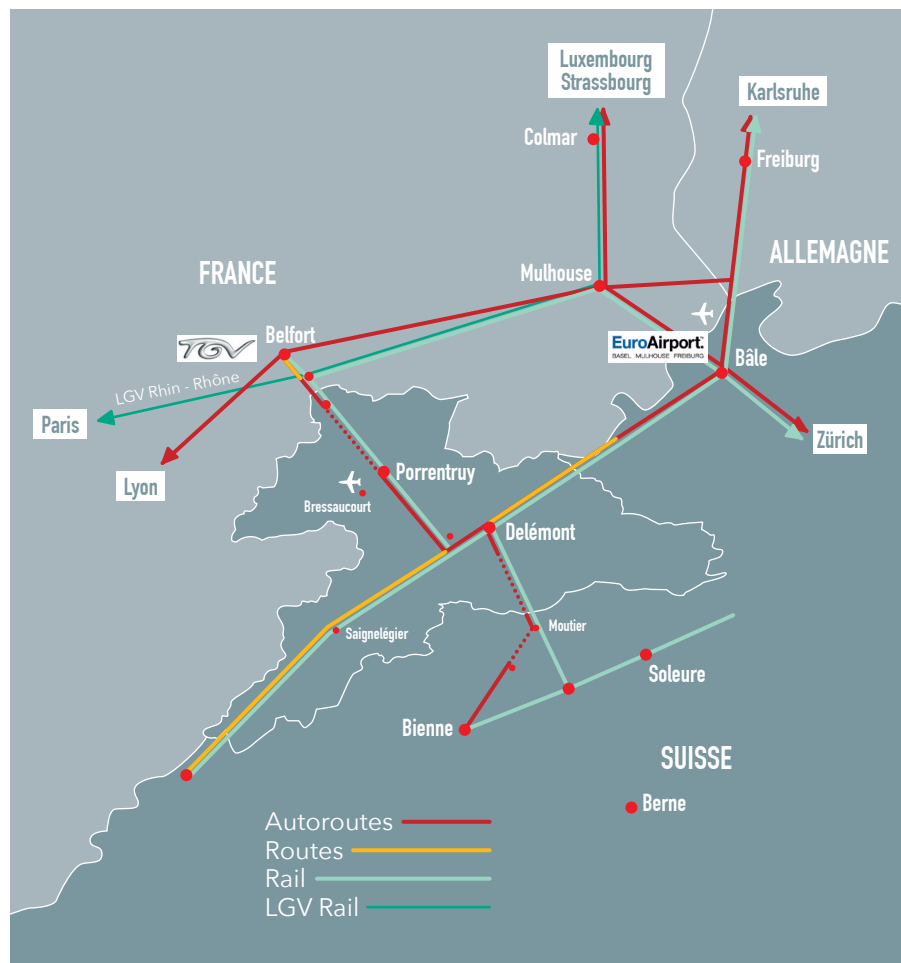 Luxembourg
Strassbourg
Karlsruhe
Colmar
Freiburg
ALLEMAGNE
FRANCE
Mulhouse
TGV
Belfort
EuroAirport.
BASEL MULHOUSE FREIBURG
Bâle
LGV Rhin - Rhône
Paris
Zürich
Lyon
Porrentruy
Bressaucourt
Delémont
Saignelégier
Moutier
Soleure
Bienne
SUISSE
Berne
Autoroutes
Routes
Rail
LGV Rail